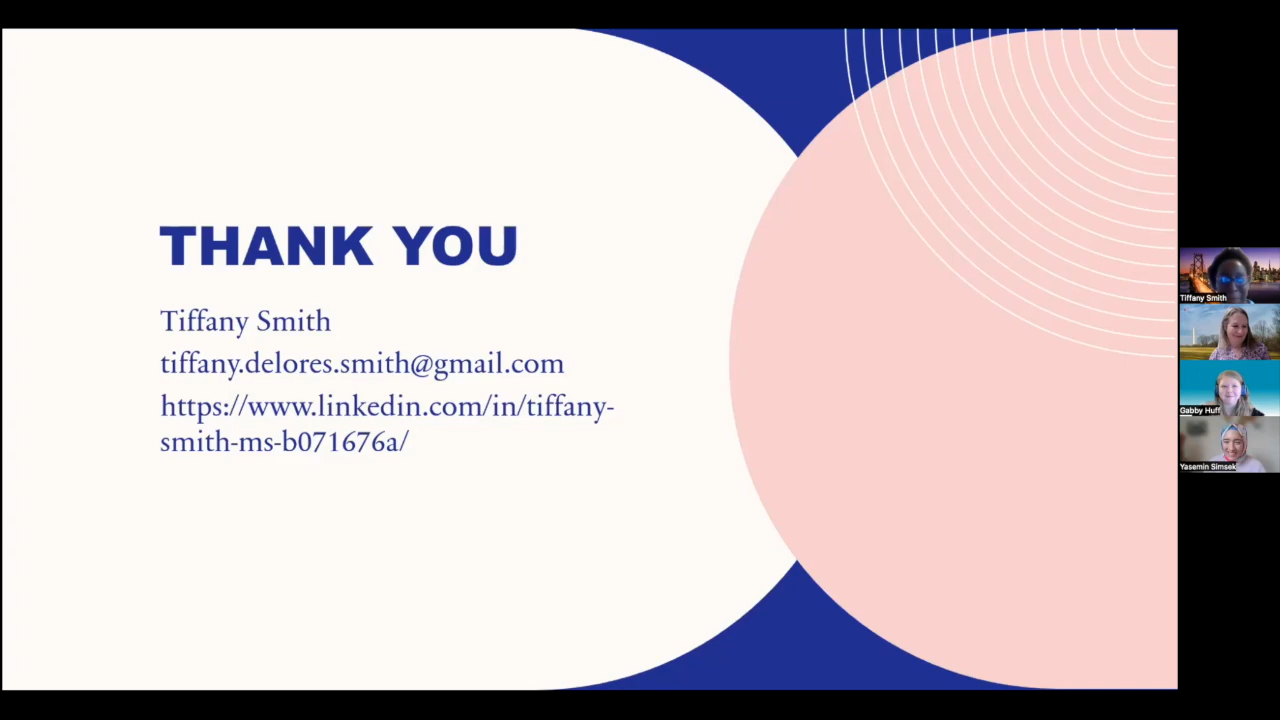 THANK YOU
Tiffany Smith
tiffany.delores.smith@gmail.com
https://www.linkedin.com/in/tiffany-
smith-ms-b071676a/
Tiffany Smith
Gabby Huff
Yasemin Simsek